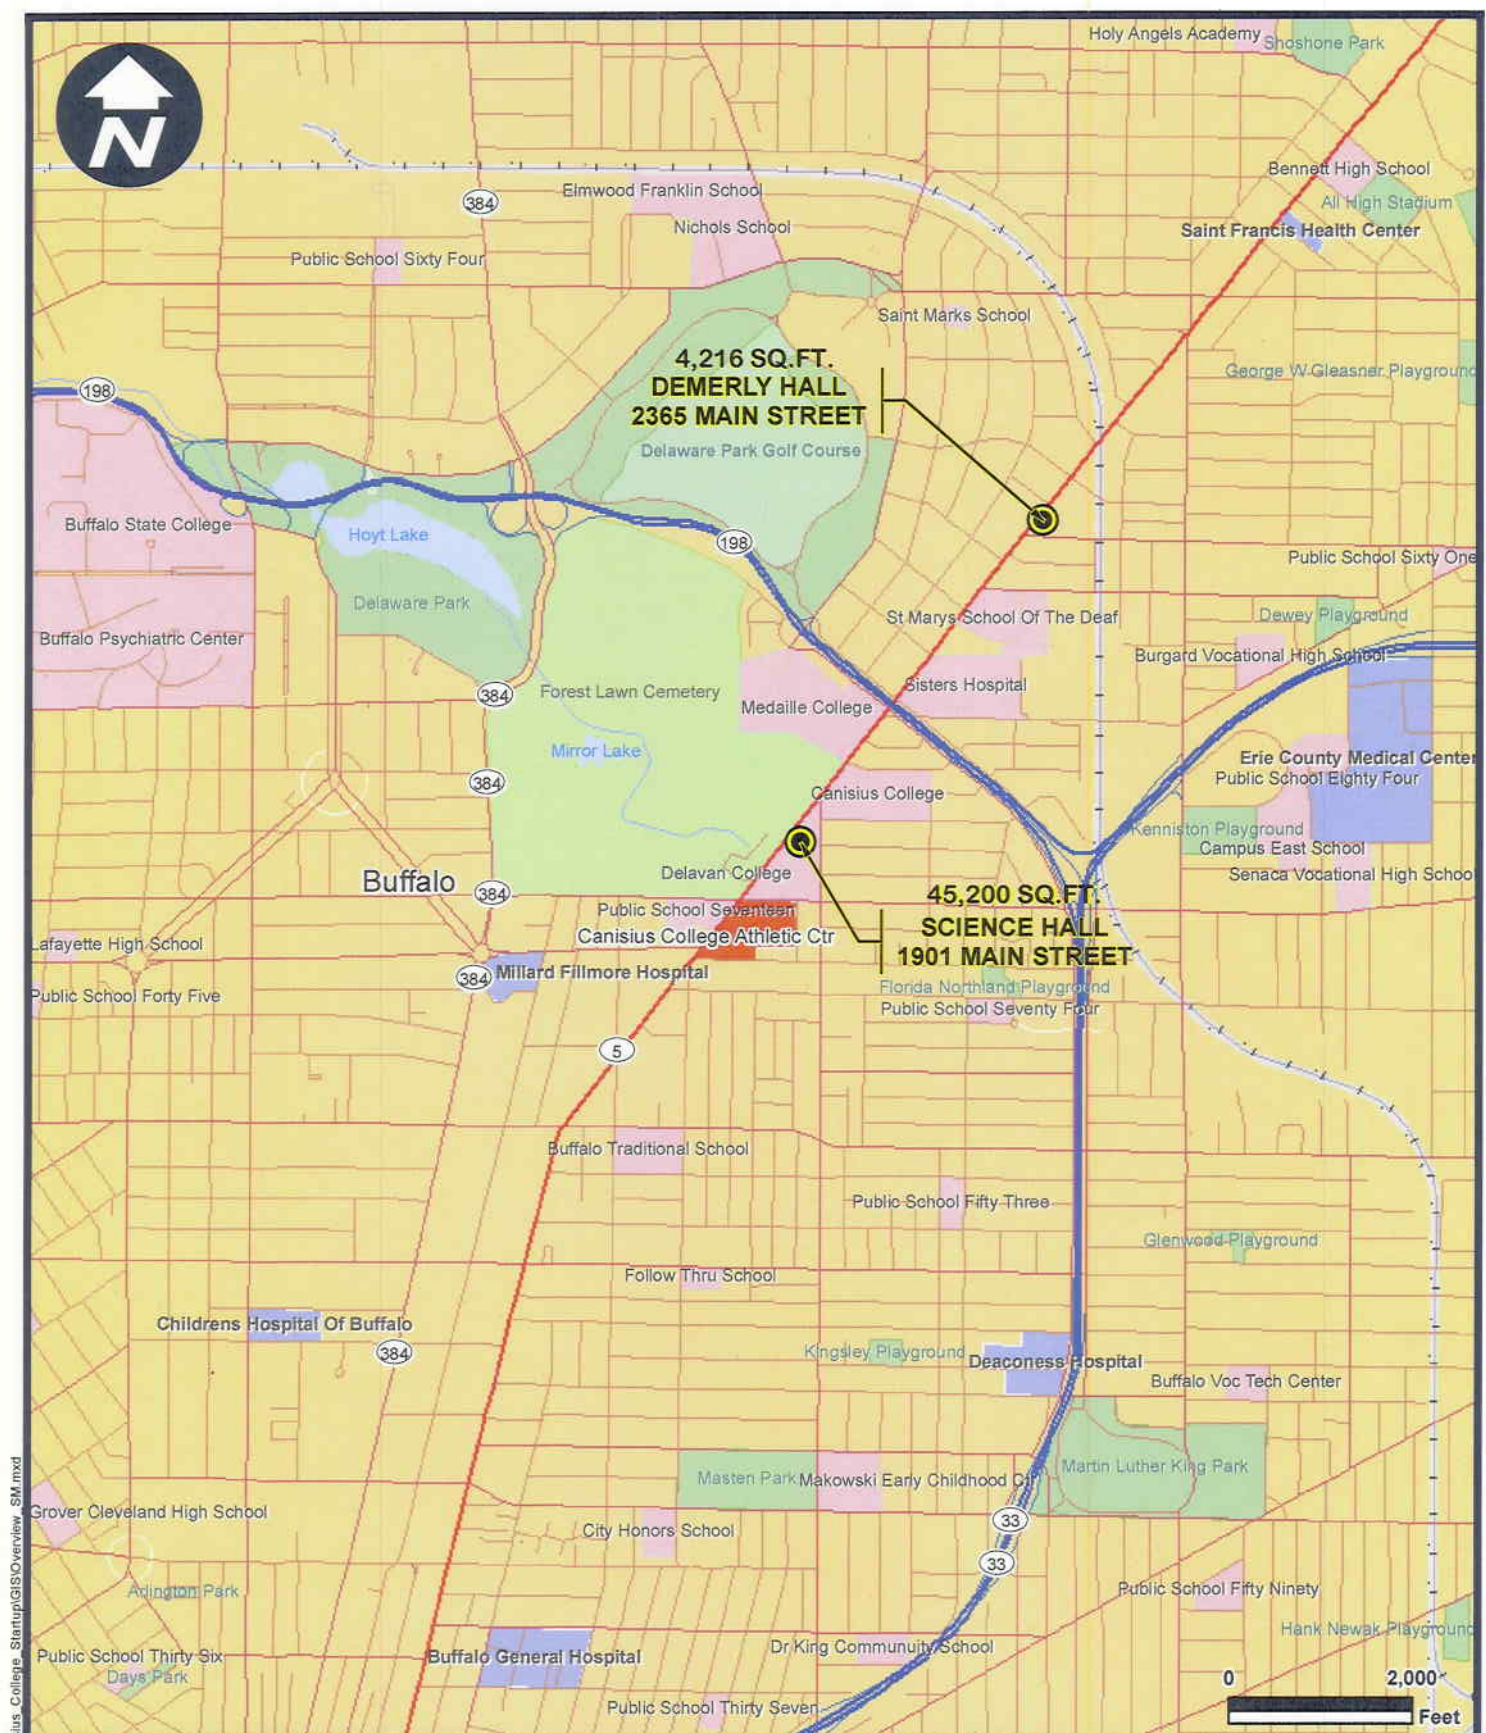 Holy Angels Academy
Shoshone Park
N
Bennett High School
Elmwood Franklin School
384
All High Stadium
Nichols School
Saint Francis Health Center
Public School Sixty Four
Saint Marks School
4,216 SQ.FT.
DEMERLY HALL
2365 MAIN STREET
George W Gleasner Playground
198
Delaware Park Golf Course
Buffalo State College
Hoyt Lake
198
Public School Sixty One
Delaware Park
St Marys School Of The Deaf
Dewey Playground
Buffalo Psychiatric Center
Burgard Vocational High School
384
Forest Lawn Cemetery
Sisters Hospital
Medaille College
Mirror Lake
Erie County Medical Center
Public School Eighty Four
384
Canisius College
Kenniston Playground
Campus East School
Delavan College
Senaca Vocational High School
Buffalo
384
45,200 SQ.FT.
SCIENCE HALL
1901 MAIN STREET
Public School Seventeen
Canisius College Athletic Ctr
Lafayette High School
384
Millard Fillmore Hospital
Florida Northland Playground
Public School Forty Five
Public School Seventy Four
5
Buffalo Traditional School
Public School Fifty Three
Glenwood Playground
Follow Thru School
Childrens Hospital Of Buffalo
384
Kingsley Playground
Deaconess Hospital
Buffalo Voc Tech Center
Masten Park
Makowski Early Childhood Ctr
Martin Luther King Park
Grover Cleveland High School
33
City Honors School
33
Arlington Park
Public School Fifty Ninety
Hank Newak Playground
Public School Thirty Six
Days Park
Buffalo General Hospital
Dr King Community School
Public School Thirty Seven
0 2,000
Feet
ius_College_Startup\GIS\Overview_SM.mxd